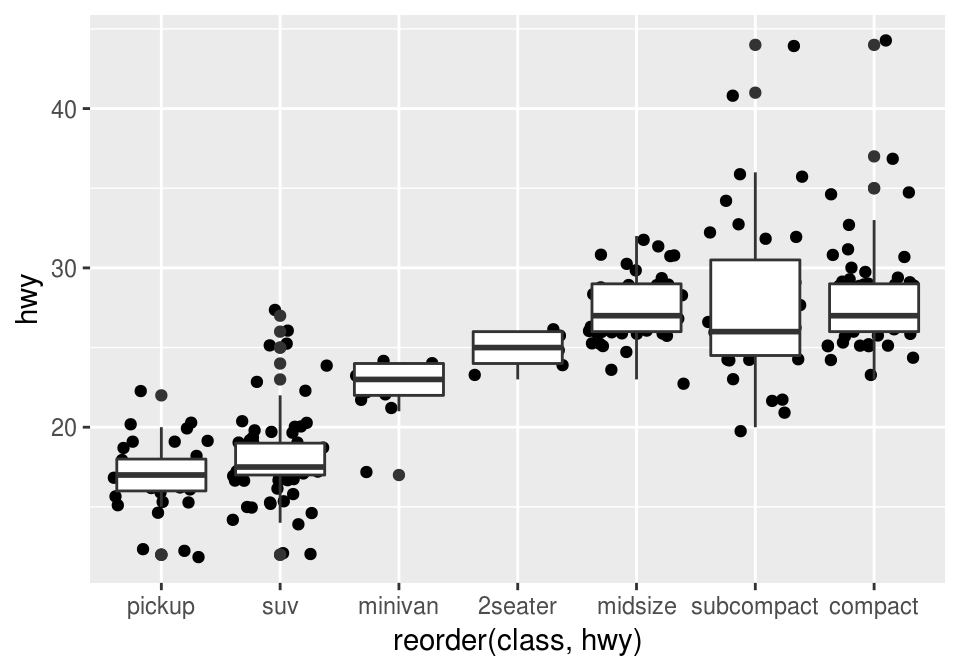 hwy
40
30
20
pickup suv minivan 2seater midsize subcompact compact
reorder(class, hwy)